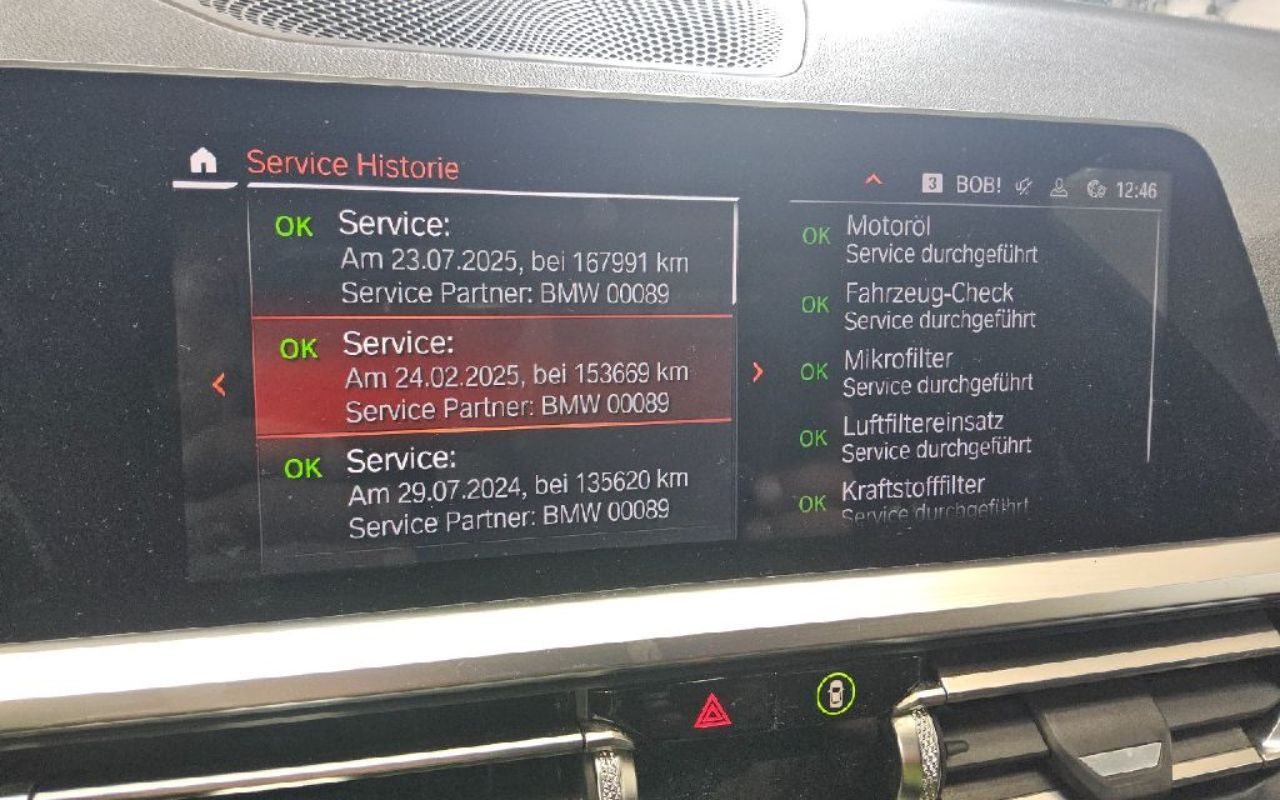 Service Historie
3 BOB! 12:46
OK Service:
Am 23.07.2025, bei 167991 km
Service Partner: BMW 00089
OK Service:
Am 24.02.2025, bei 153669 km
Service Partner: BMW 00089
OK Service:
Am 29.07.2024, bei 135620 km
Service Partner: BMW 00089
OK Motoröl
Service durchgeführt
OK Fahrzeug-Check
Service durchgeführt
OK Mikrofilter
Service durchgeführt
OK Luftfiltereinsatz
Service durchgeführt
OK Kraftstofffilter
Service durchgeführt